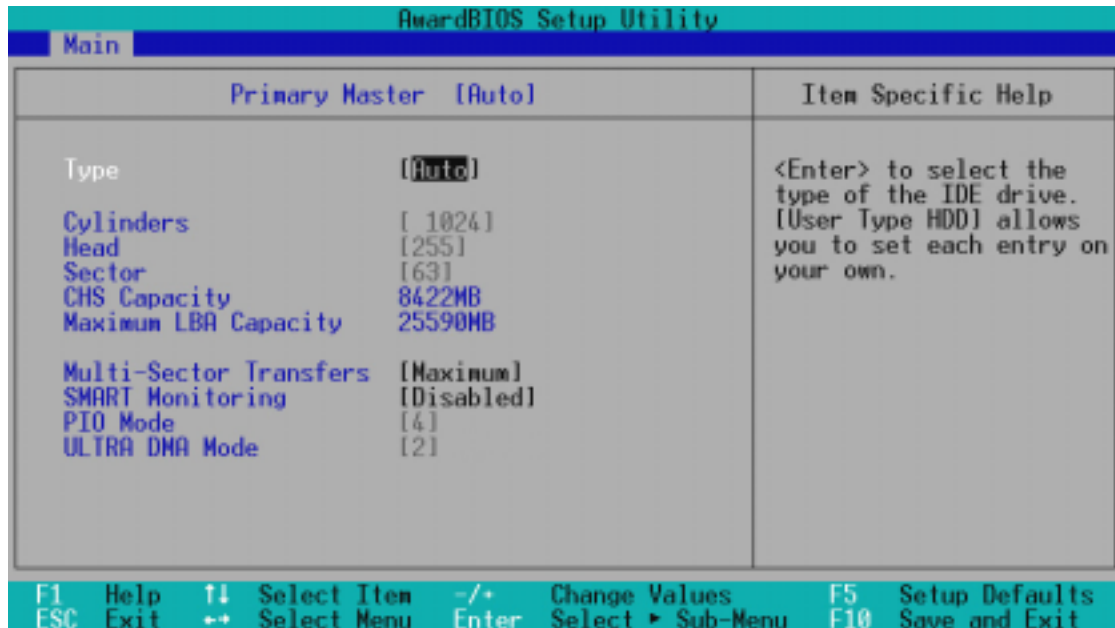 AwardBIOS Setup Utility
Main
Primary Master [Auto]
Item Specific Help
Type [Auto]
Cylinders [ 1024]
Head [255]
Sector [63]
CHS Capacity 8422MB
Maximum LBA Capacity 25590MB
Multi-Sector Transfers [Maximum]
SMART Monitoring [Disabled]
PIO Mode [4]
ULTRA DMA Mode [2]
<Enter> to select the
type of the IDE drive.
[User Type HDD] allows
you to set each entry on
your own.
F1 Help ↑↓ Select Item -/+ Change Values F5 Setup Defaults
ESC Exit ←→ Select Menu Enter Select ► Sub-Menu F10 Save and Exit